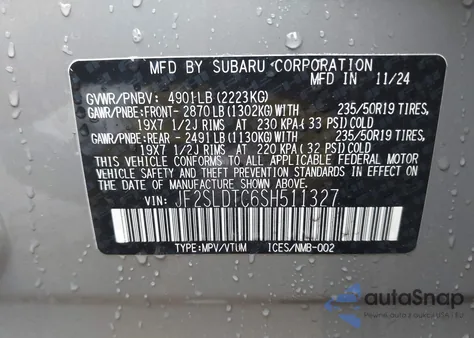 MFD BY SUBARU CORPORATION
MFD IN 11/24
GVWR/PNBV: 4901LB (2223KG)
GAWR/PNBE:FRONT- 2870LB (1302KG)WITH 235/50R19 TIRES,
19X7 1/2J RIMS AT 230 KPA(33 PSI)COLD
GAWR/PNBE:REAR - 2491LB (1130KG)WITH 235/50R19 TIRES,
19X7 1/2J RIMS AT 220 KPA(32 PSI)COLD
THIS VEHICLE CONFORMS TO ALL APPLICABLE FEDERAL MOTOR
VEHICLE SAFETY AND THEFT PREVENTION STANDARDS IN EFFECT
ON THE DATE OF MANUFACTURE SHOWN ABOVE.
VIN: JF2SLDTC6SH511327
TYPE:MPV/VTUM ICES/NMB-002
autoSnap